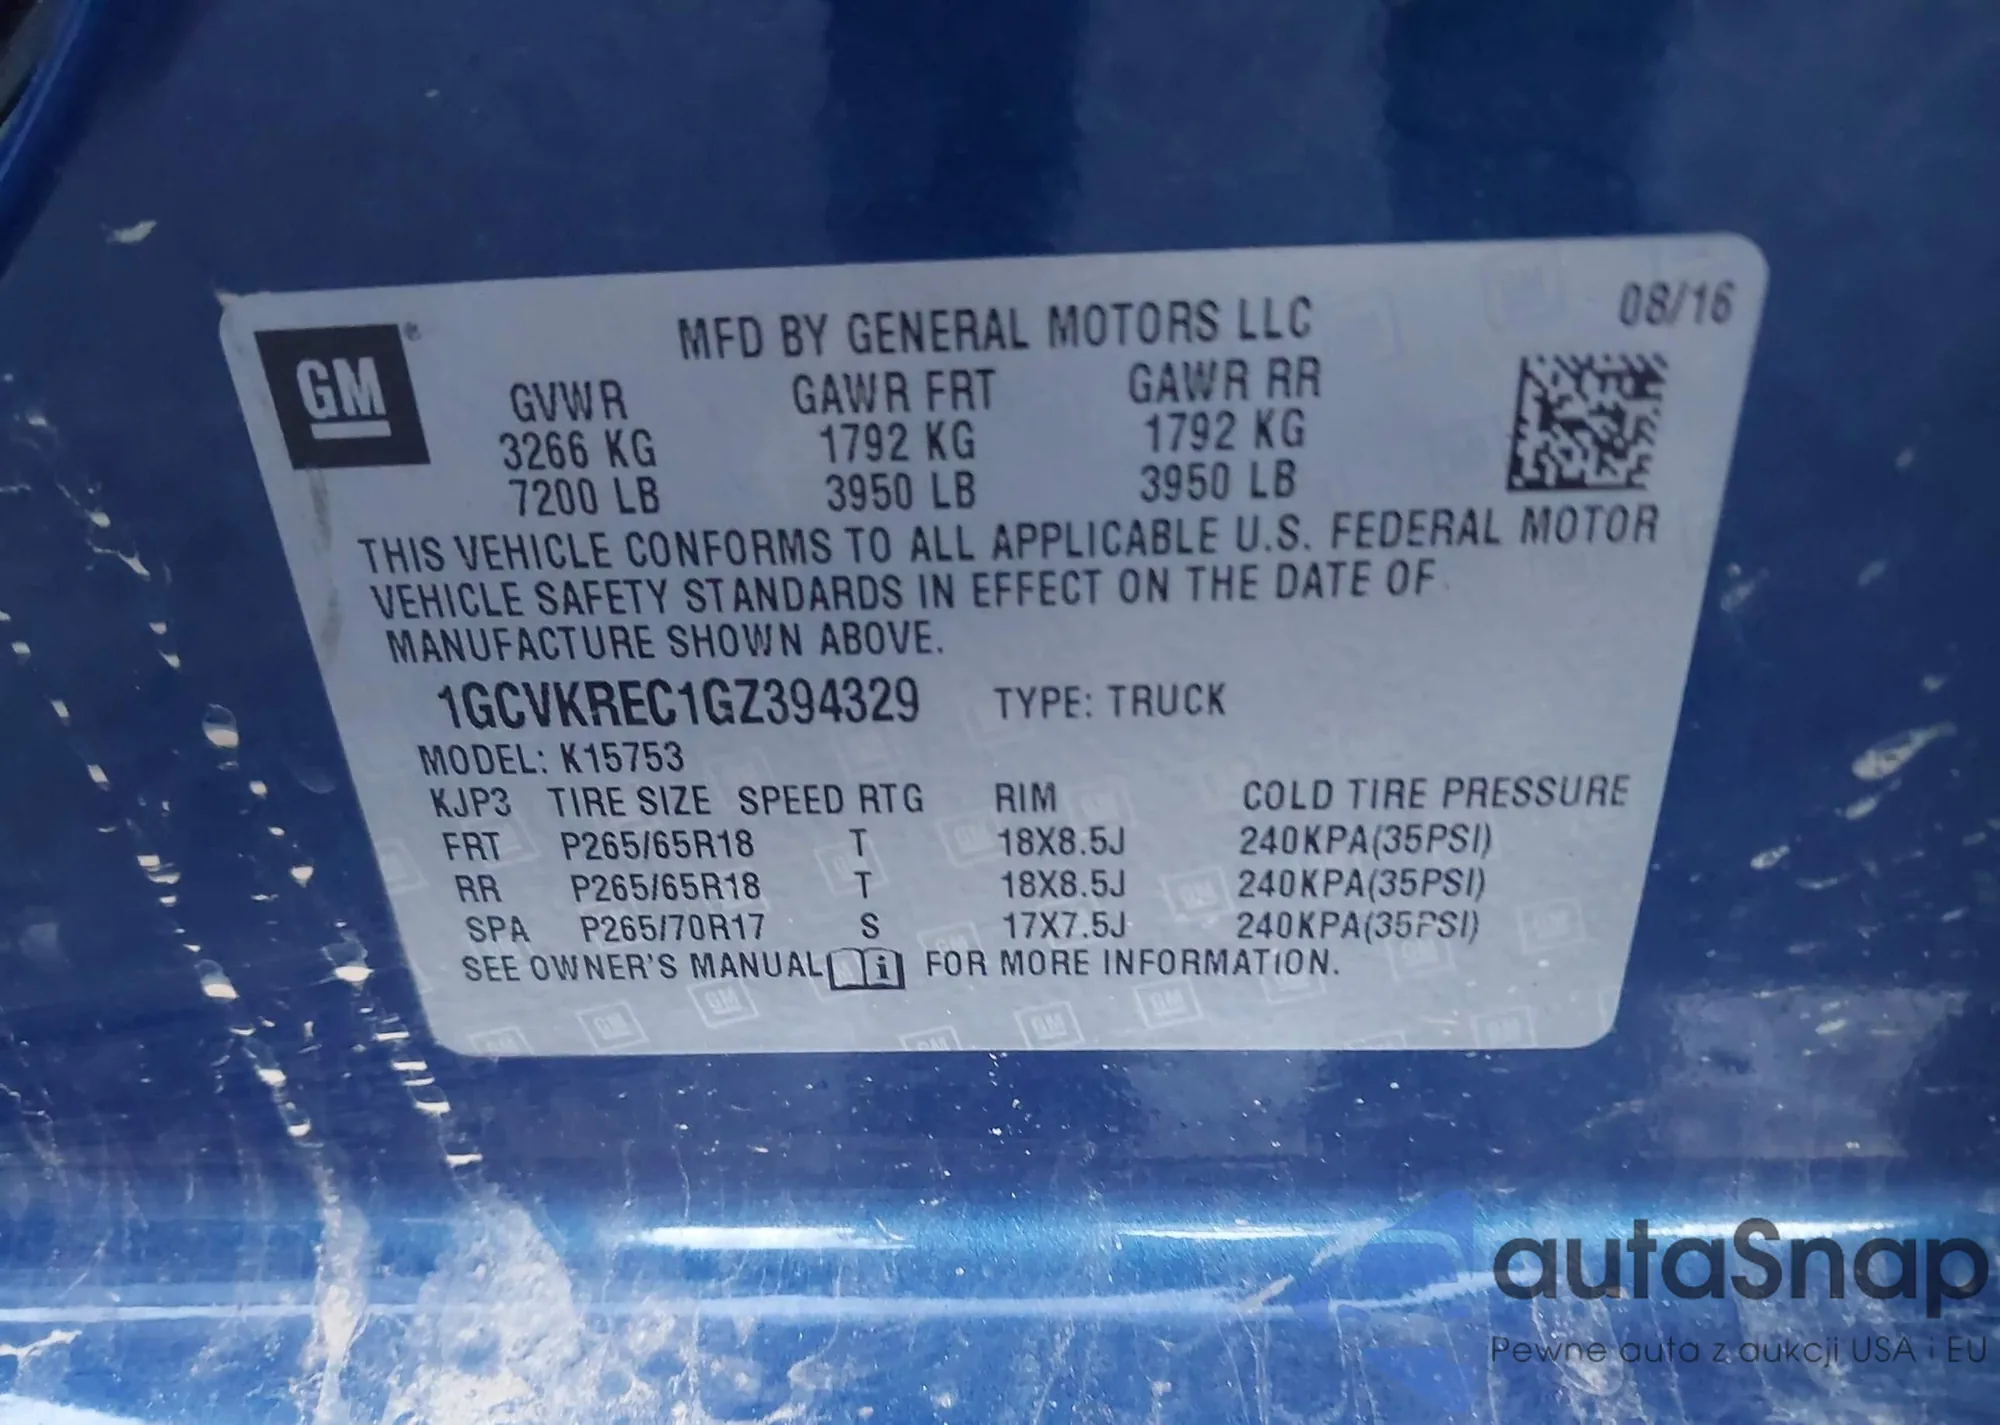 GM
MFD BY GENERAL MOTORS LLC
08/16
GVWR GAWR FRT GAWR RR
3266 KG 1792 KG 1792 KG
7200 LB 3950 LB 3950 LB
THIS VEHICLE CONFORMS TO ALL APPLICABLE U.S. FEDERAL MOTOR
VEHICLE SAFETY STANDARDS IN EFFECT ON THE DATE OF
MANUFACTURE SHOWN ABOVE.
1GCVKREC1GZ394329 TYPE: TRUCK
MODEL: K15753
KJP3 TIRE SIZE SPEED RTG RIM COLD TIRE PRESSURE
FRT P265/65R18 T 18X8.5J 240KPA(35PSI)
RR P265/65R18 T 18X8.5J 240KPA(35PSI)
SPA P265/70R17 S 17X7.5J 240KPA(35PSI)
SEE OWNER'S MANUAL i FOR MORE INFORMATION.
autaSnap
Pewne auta z aukcji USA i EU